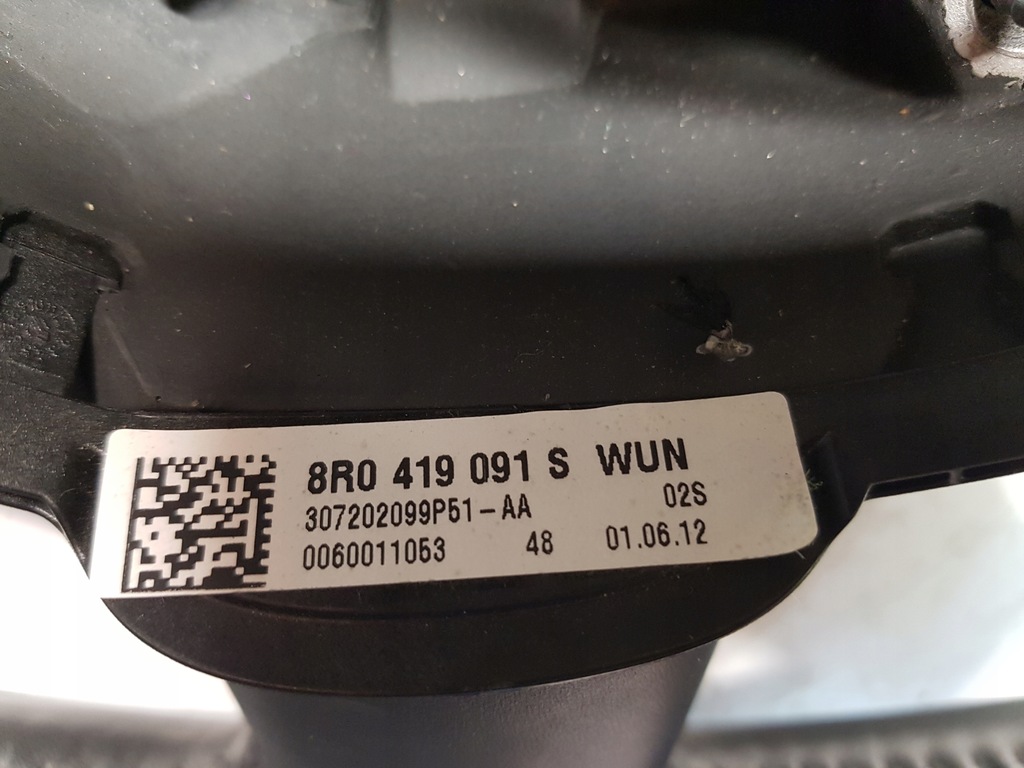 8R0 419 091 S WUN
307202099P51-AA 02S
0060011053 48 01.06.12